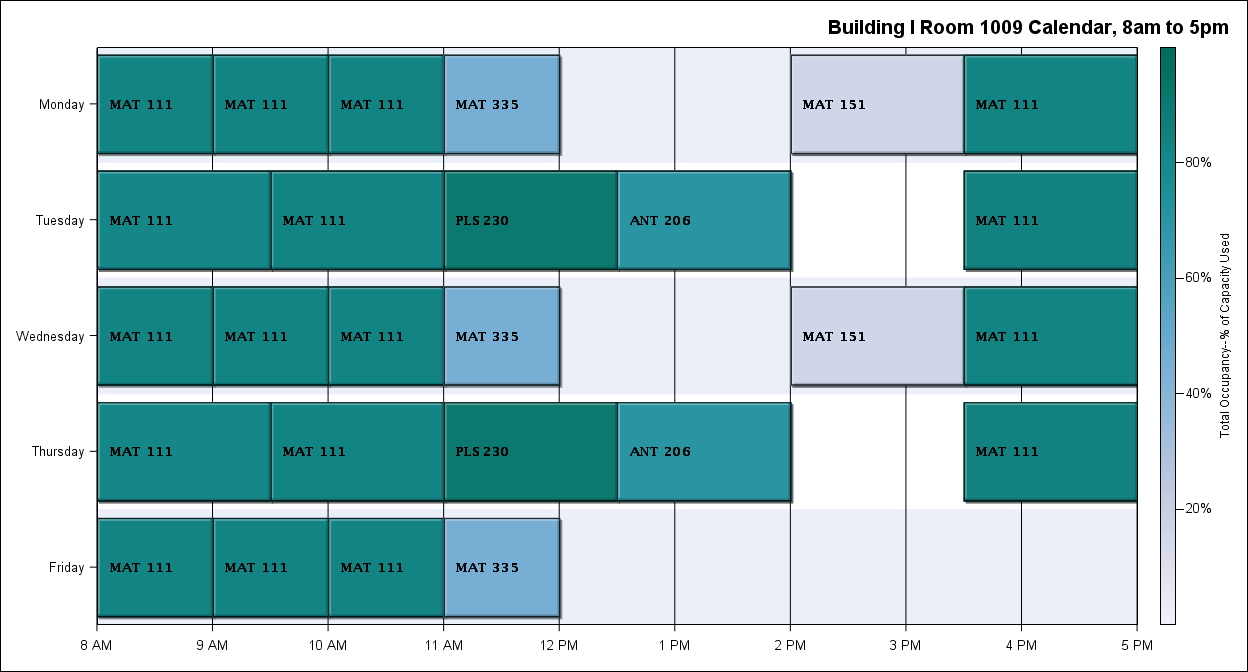 Building I Room 1009 Calendar, 8am to 5pm
Monday
MAT 111
MAT 111
MAT 111
MAT 335
MAT 151
MAT 111
Tuesday
MAT 111
MAT 111
PLS 230
ANT 206
MAT 111
Wednesday
MAT 111
MAT 111
MAT 111
MAT 335
MAT 151
MAT 111
Thursday
MAT 111
MAT 111
PLS 230
ANT 206
MAT 111
Friday
MAT 111
MAT 111
MAT 111
MAT 335
8 AM
9 AM
10 AM
11 AM
12 PM
1 PM
2 PM
3 PM
4 PM
5 PM
80%
60%
40%
20%
Total Occupancy--% of Capacity Used